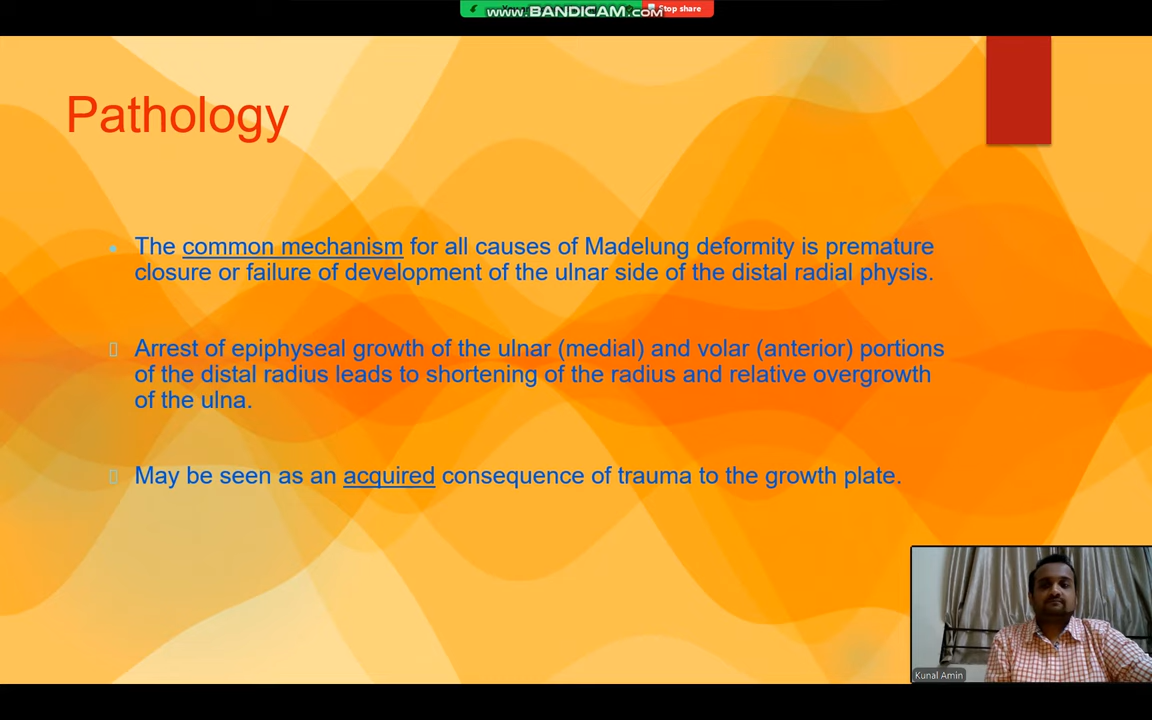 www.BANDICAM.com
Stop share
Pathology
The common mechanism for all causes of Madelung deformity is premature
closure or failure of development of the ulnar side of the distal radial physis.
Arrest of epiphyseal growth of the ulnar (medial) and volar (anterior) portions
of the distal radius leads to shortening of the radius and relative overgrowth
of the ulna.
May be seen as an acquired consequence of trauma to the growth plate.
Kunal Amin